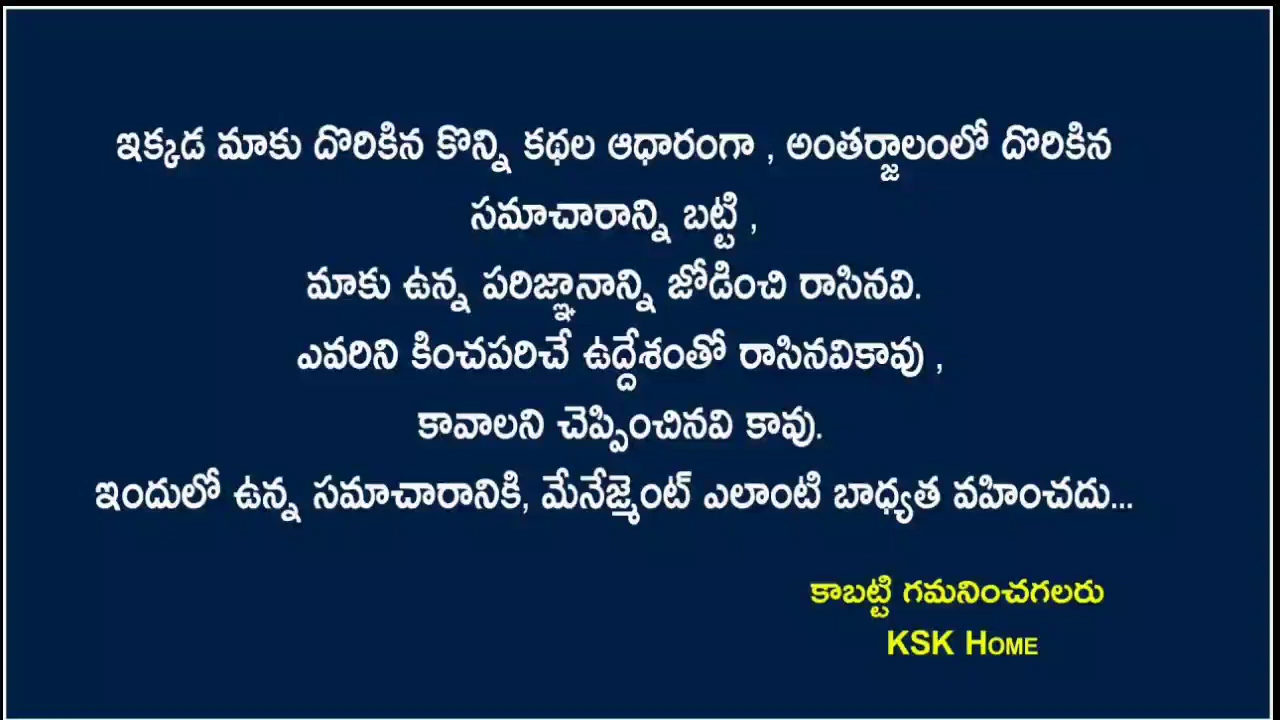 ఇక్కడ మాకు దొరికిన కొన్ని కథల ఆధారంగా , అంతర్జాలంలో దొరికిన
సమాచారాన్ని బట్టి ,
మాకు ఉన్న పరిజ్ఞానాన్ని జోడించి రాసినవి.
ఎవరిని కించపరిచే ఉద్దేశంతో రాసినవికావు ,
కావాలని చెప్పించినవి కావు.
ఇందులో ఉన్న సమాచారానికి, మేనేజ్మెంట్ ఎలాంటి బాధ్యత వహించదు...
కాబట్టి గమనించగలరు
KSK HOME